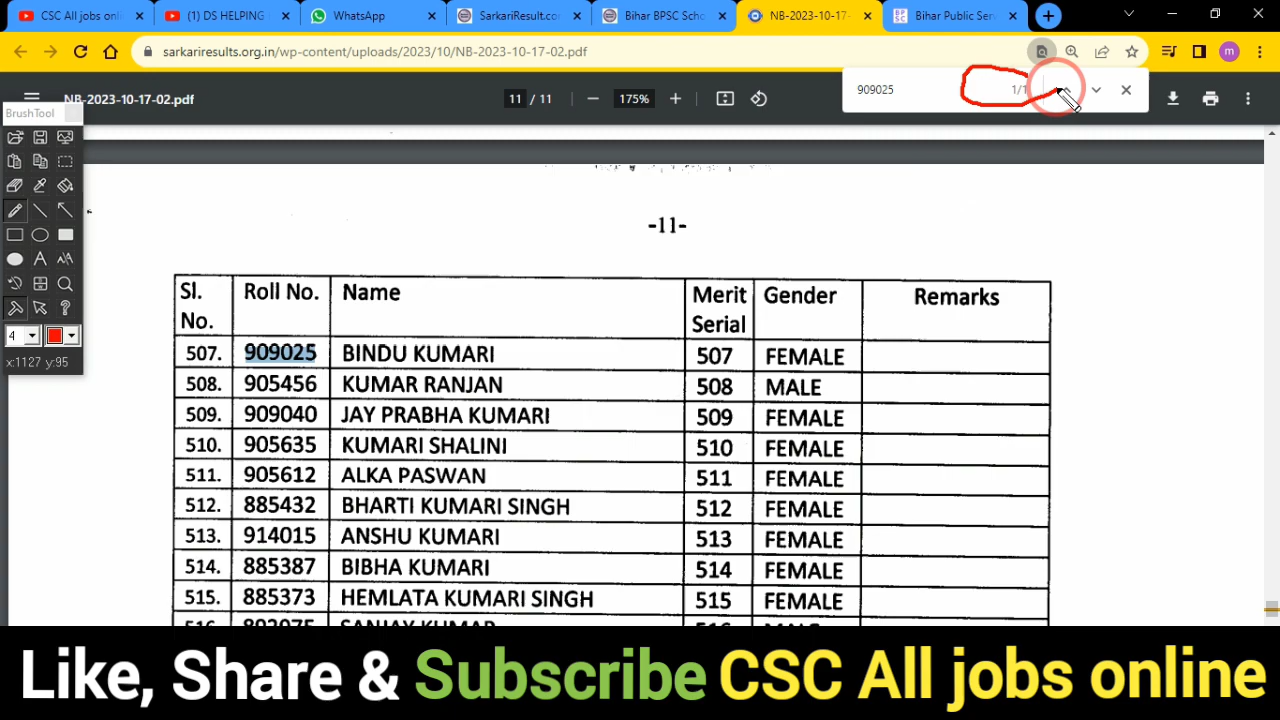 CSC All jobs onli
(1) DS HELPING
WhatsApp
SarkariResult.co
Bihar BPSC Scho
NB-2023-10-17-
Bihar Public Ser
sarkariresults.org.in/wp-content/uploads/2023/10/NB-2023-10-17-02.pdf
m
NB-2023-10-17-02.pdf
11 / 11
175%
909025
1/1
BrushTool
4
x:1127 y:95
-11-
Sl. No. Roll No. Name Merit Serial Gender Remarks
507. 909025 BINDU KUMARI 507 FEMALE
508. 905456 KUMAR RANJAN 508 MALE
509. 909040 JAY PRABHA KUMARI 509 FEMALE
510. 905635 KUMARI SHALINI 510 FEMALE
511. 905612 ALKA PASWAN 511 FEMALE
512. 885432 BHARTI KUMARI SINGH 512 FEMALE
513. 914015 ANSHU KUMARI 513 FEMALE
514. 885387 BIBHA KUMARI 514 FEMALE
515. 885373 HEMLATA KUMARI SINGH 515 FEMALE
Like, Share & Subscribe CSC All jobs online